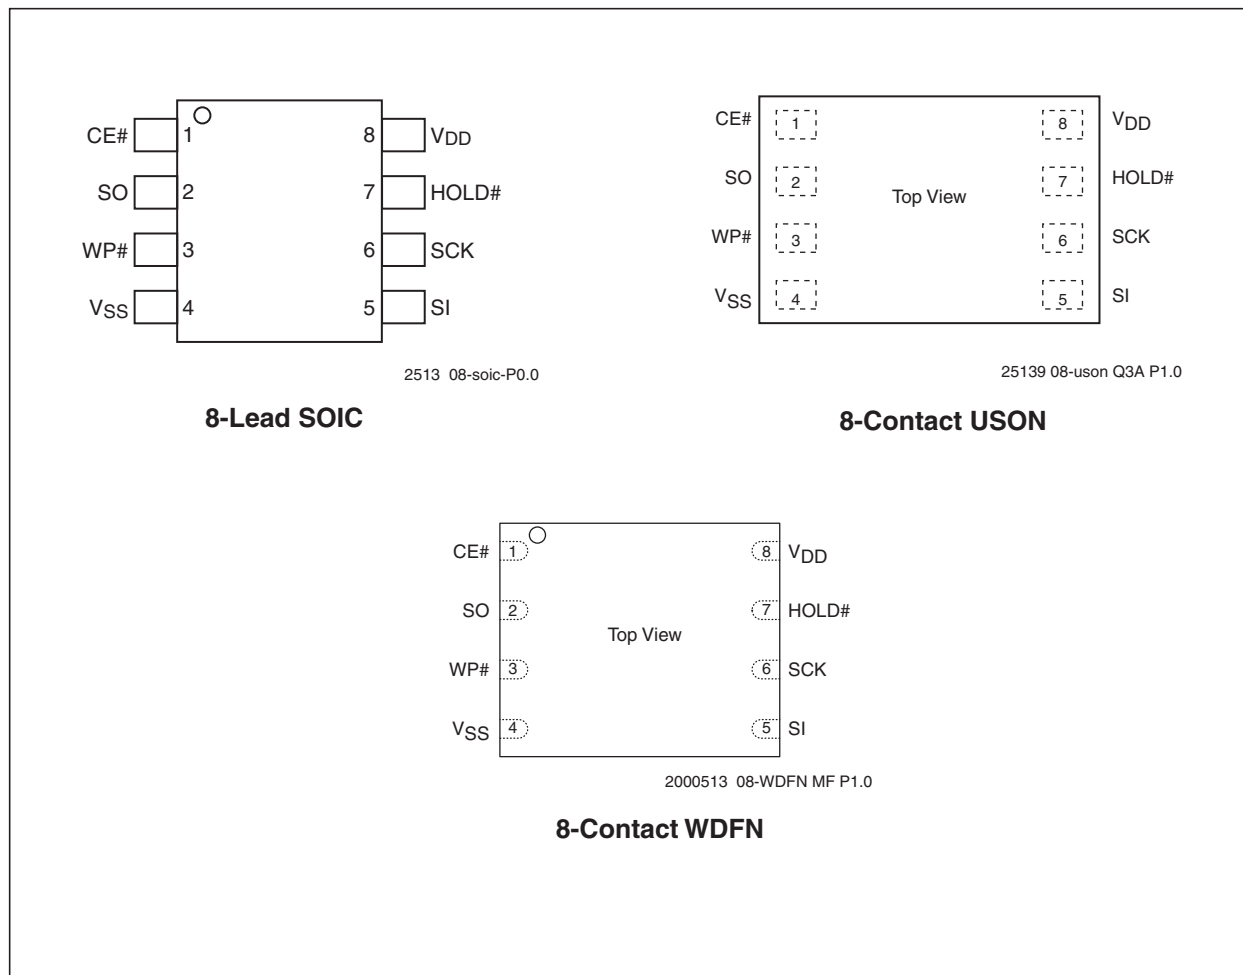 CE# 1 8 VDD
SO 2 7 HOLD#
WP# 3 6 SCK
VSS 4 5 SI
2513 08-soic-P0.0
8-Lead SOIC
CE# 1 8 VDD
SO 2 Top View 7 HOLD#
WP# 3 6 SCK
VSS 4 5 SI
25139 08-uson Q3A P1.0
8-Contact USON
CE# 1 8 VDD
SO 2 7 HOLD#
Top View
WP# 3 6 SCK
VSS 4 5 SI
2000513 08-WDFN MF P1.0
8-Contact WDFN